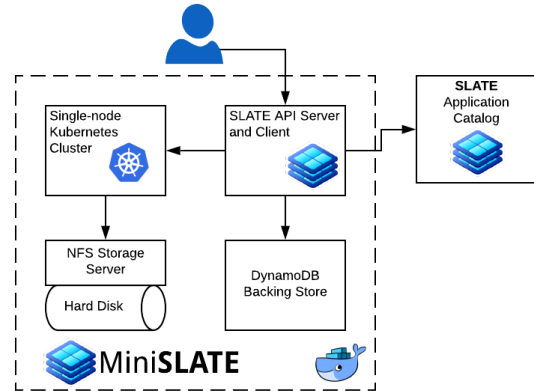 Single-node
Kubernetes
Cluster
SLATE API Server
and Client
SLATE
Application
Catalog
NFS Storage
Server
Hard Disk
DynamoDB
Backing Store
MiniSLATE